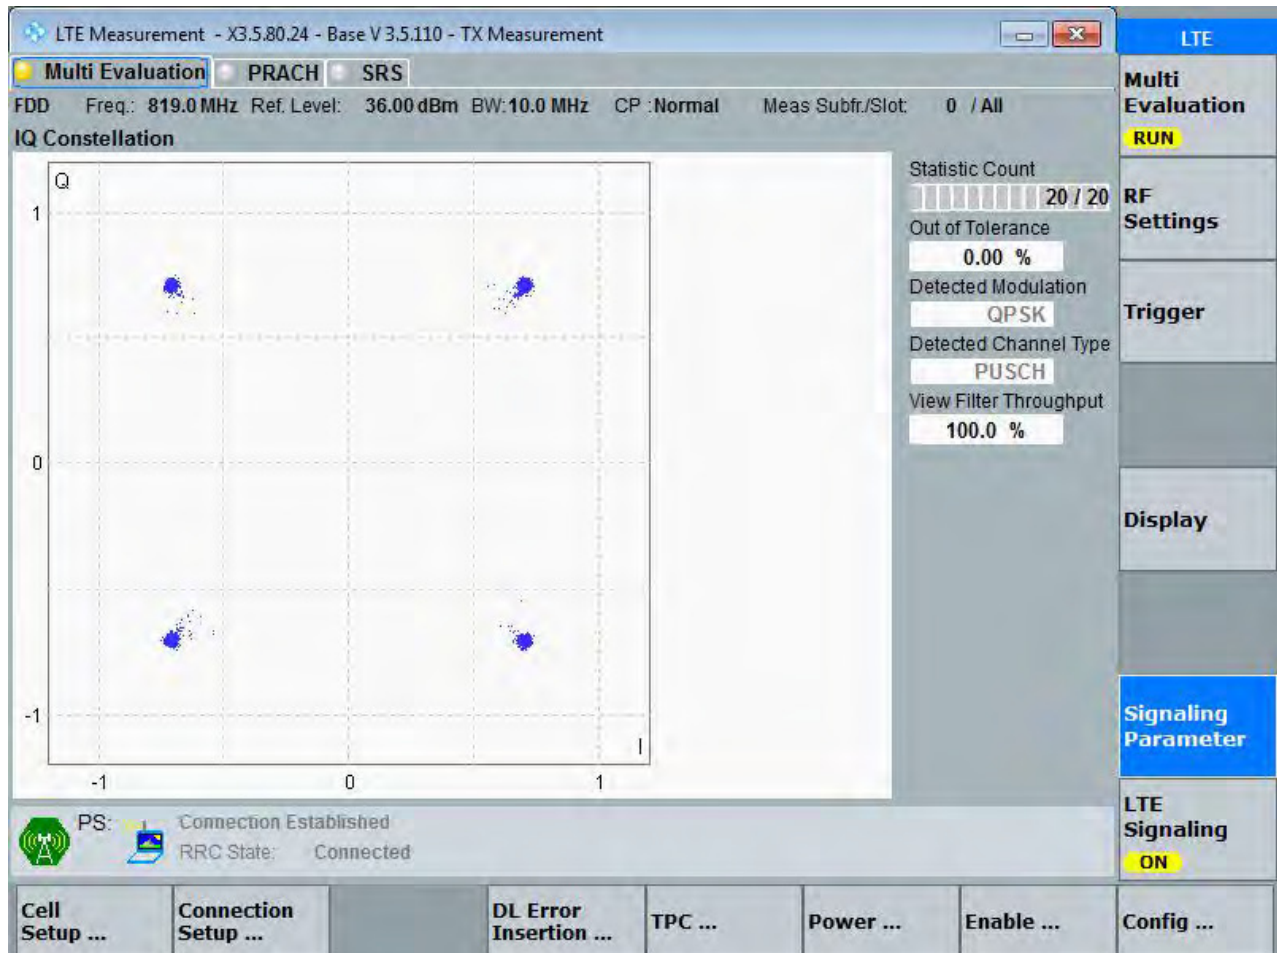 LTE Measurement - X3.5.80.24 - Base V 3.5.110 - TX Measurement
LTE
Multi Evaluation PRACH SRS
FDD Freq.: 819.0 MHz Ref. Level: 36.00 dBm BW: 10.0 MHz CP : Normal Meas Subfr./Slot: 0 / All
IQ Constellation
Q
1
0
-1
-1 0 1
I
Statistic Count
20 / 20
Out of Tolerance
0.00 %
Detected Modulation
QPSK
Detected Channel Type
PUSCH
View Filter Throughput
100.0 %
Multi
Evaluation
RUN
RF
Settings
Trigger
Display
Signaling
Parameter
LTE
Signaling
ON
PS: Connection Established
RRC State: Connected
Cell
Setup ...
Connection
Setup ...
DL Error
Insertion ...
TPC ...
Power ...
Enable ...
Config ...